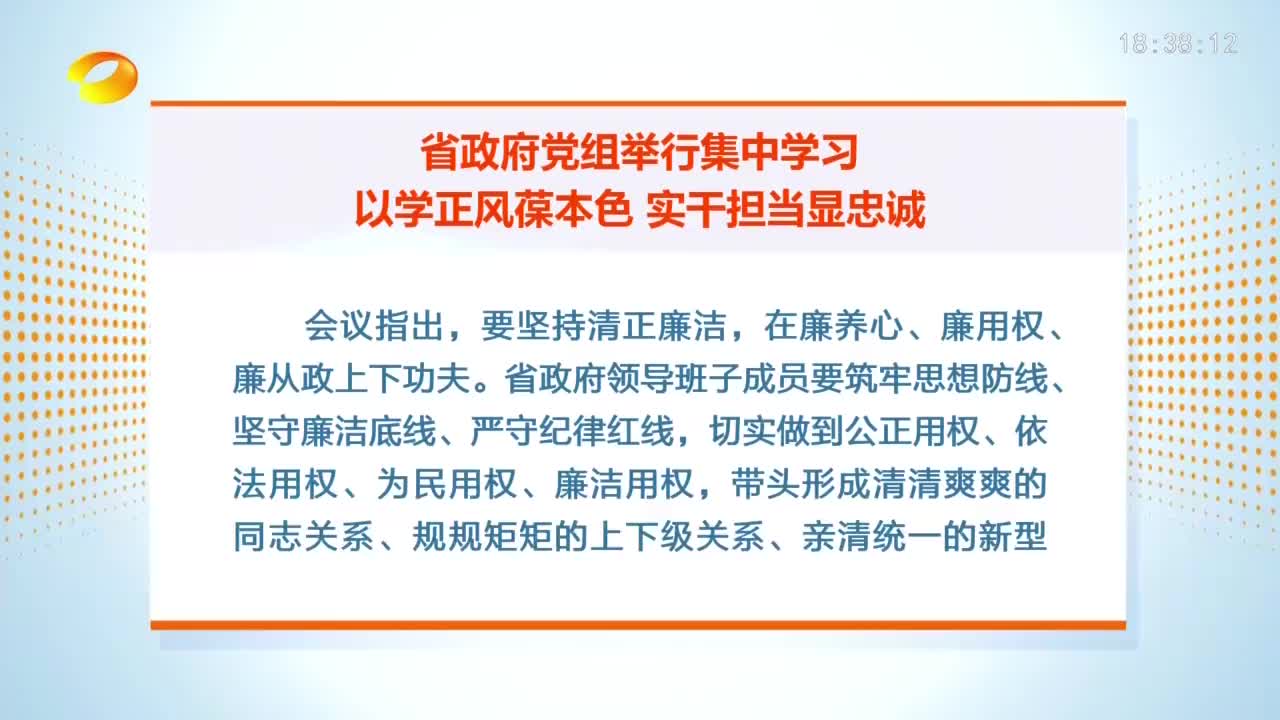 18:38:12
省政府党组举行集中学习
以学正风葆本色 实干担当显忠诚
会议指出，要坚持清正廉洁，在廉养心、廉用权、
廉从政上下功夫。省政府领导班子成员要筑牢思想防线、
坚守廉洁底线、严守纪律红线，切实做到公正用权、依
法用权、为民用权、廉洁用权，带头形成清清爽爽的
同志关系、规规矩矩的上下级关系、亲清统一的新型